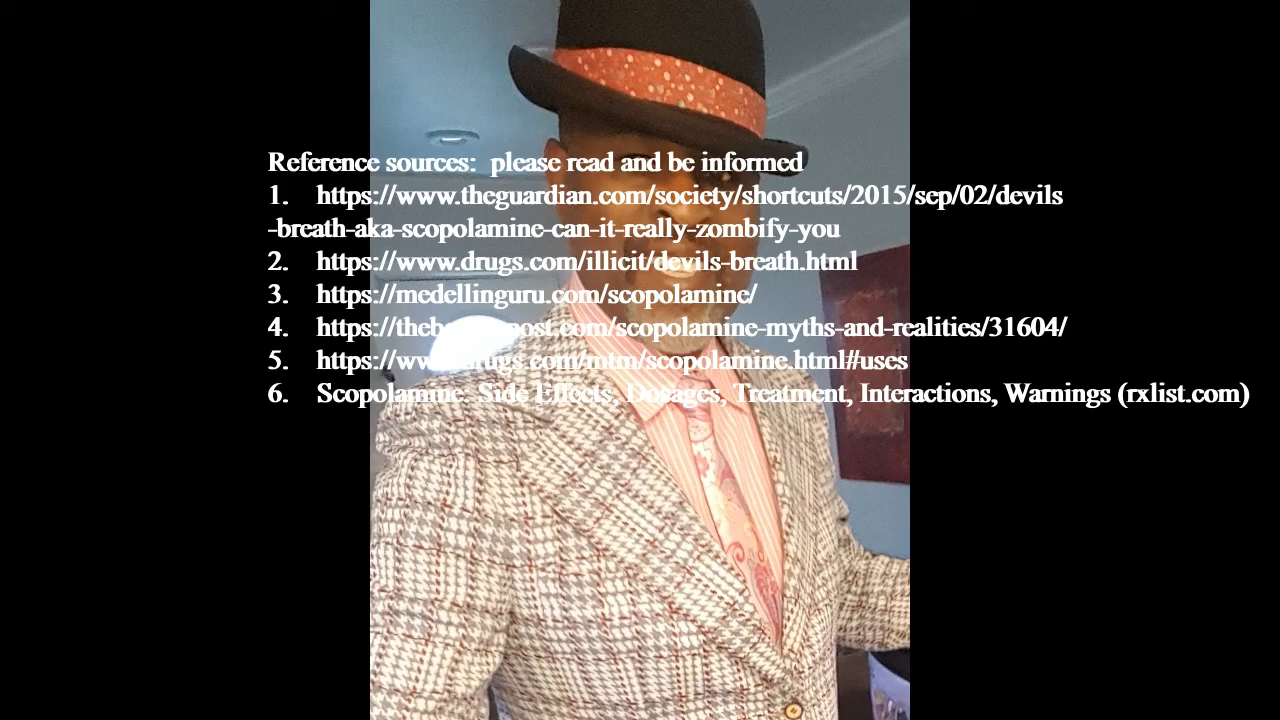 Reference sources:  please read and be informed
1.    https://www.theguardian.com/society/shortcuts/2015/sep/02/devils
-breath-aka-scopolamine-can-it-really-zombify-you
2.    https://www.drugs.com/illicit/devils-breath.html
3.    https://medellinguru.com/scopolamine/
4.    https://thebogotapost.com/scopolamine-myths-and-realities/31604/
5.    https://www.drugs.com/mtm/scopolamine.html#uses
6.    Scopolamine: Side Effects, Dosages, Treatment, Interactions, Warnings (rxlist.com)